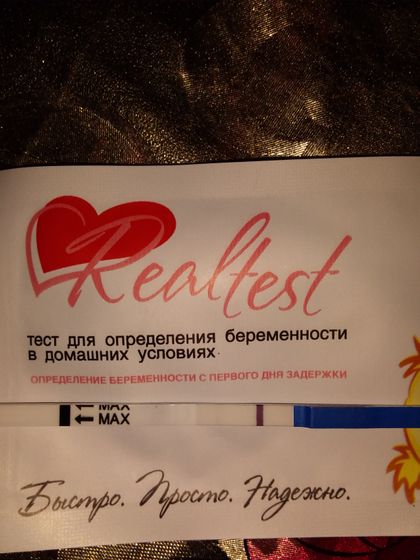 Realtest
тест для определения беременности
в домашних условиях.
ОПРЕДЕЛЕНИЕ БЕРЕМЕННОСТИ С ПЕРВОГО ДНЯ ЗАДЕРЖКИ
MAX
MAX
Быстро. Просто. Надежно.